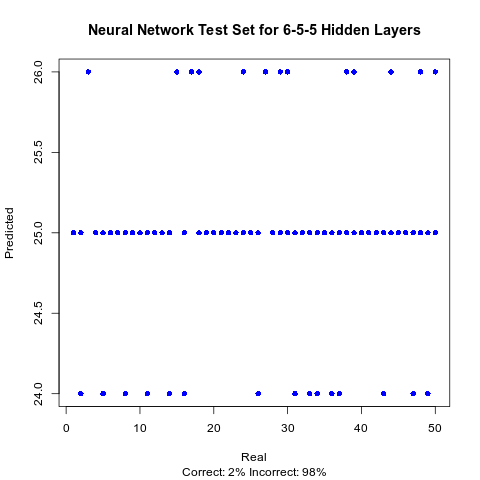 Neural Network Test Set for 6-5-5 Hidden Layers
26.0
25.5
25.0
24.5
24.0
Predicted
0 10 20 30 40 50
Real
Correct: 2% Incorrect: 98%